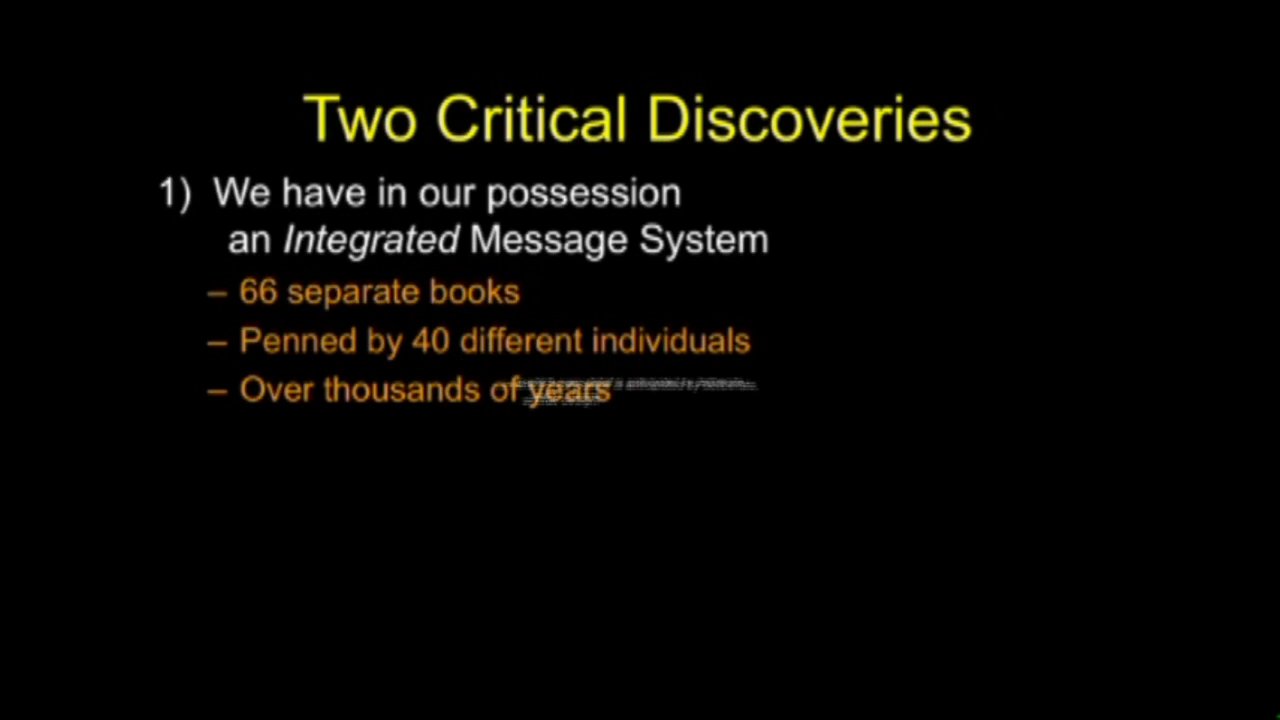 Two Critical Discoveries
1) We have in our possession
an Integrated Message System
– 66 separate books
– Penned by 40 different individuals
– Over thousands of years